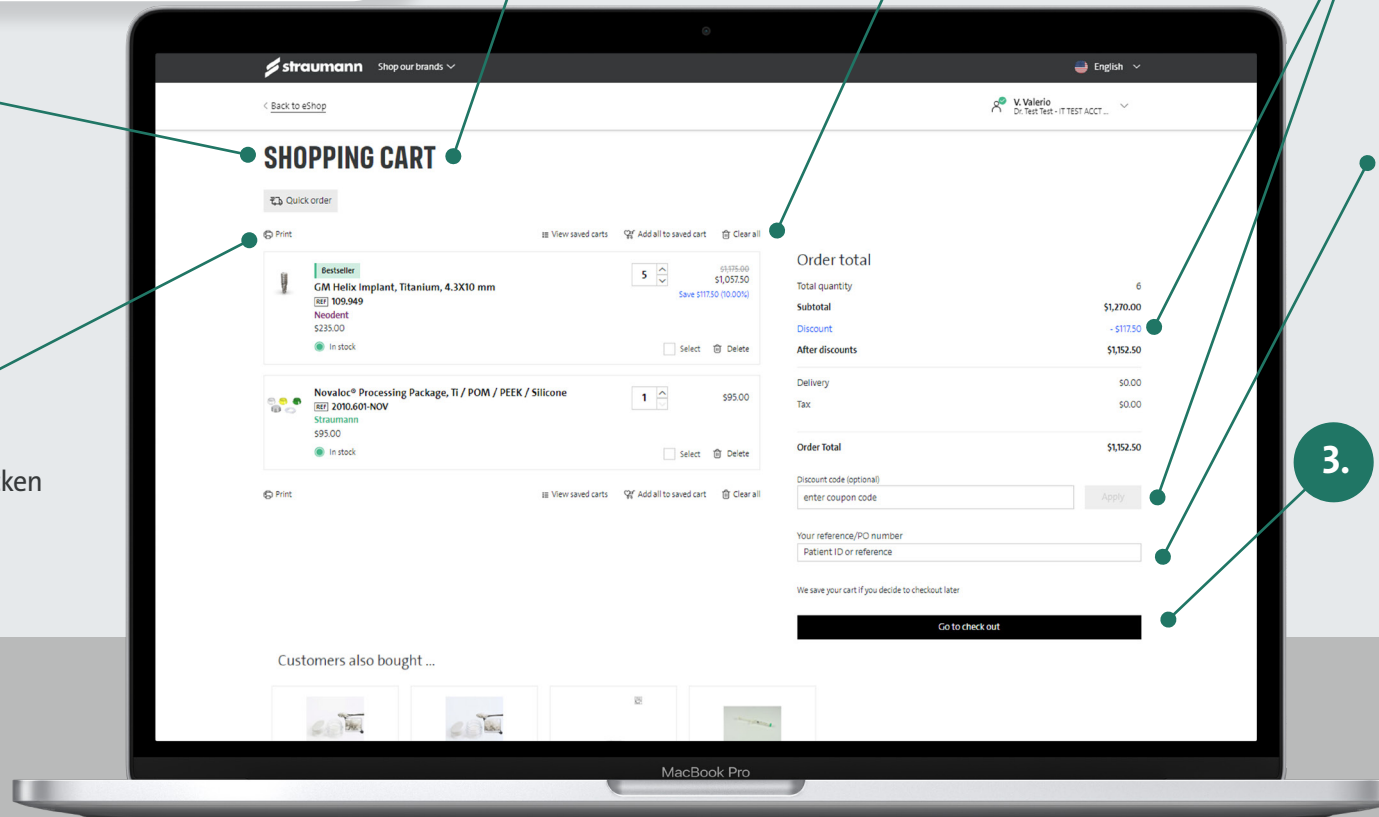 straumann Shop our brands
English
< Back to eShop
V. Valerio
Dr. Test Test - IT TEST ACCT ...
SHOPPING CART
Quick order
Print View saved carts Add all to saved cart Clear all
Bestseller
GM Helix Implant, Titanium, 4.3X10 mm
REF 109.949
Neodent
$235.00
In stock
5
$1,175.00
$1,057.50
Save $117.50 (10.00%)
Select Delete
Novaloc® Processing Package, Ti / POM / PEEK / Silicone
REF 2010.601-NOV
Straumann
$95.00
In stock
1
$95.00
Select Delete
Print View saved carts Add all to saved cart Clear all
Order total
Total quantity 6
Subtotal $1,270.00
Discount - $117.50
After discounts $1,152.50
Delivery $0.00
Tax $0.00
Order Total $1,152.50
Discount code (optional)
enter coupon code Apply
Your reference/PO number
Patient ID or reference
We save your cart if you decide to checkout later
Go to check out
Customers also bought ...
MacBook Pro
ken
3.